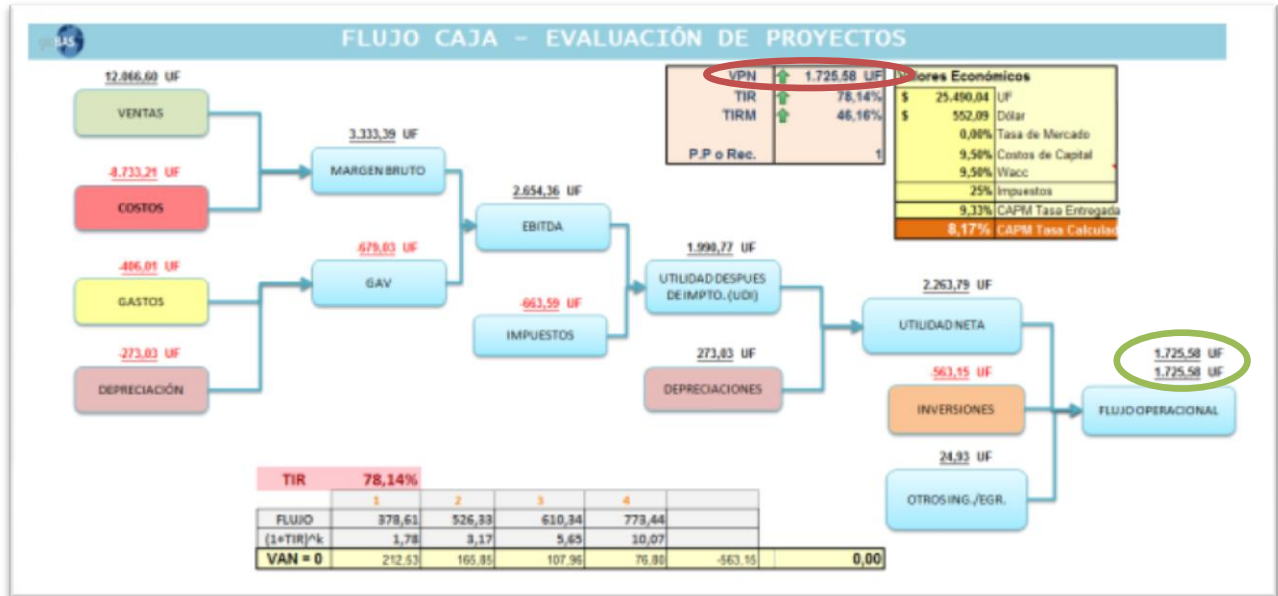 FLUJO CAJA - EVALUACIÓN DE PROYECTOS
12.066,60 UF
VENTAS
-8.733,21 UF
COSTOS
-406,01 UF
GASTOS
-273,03 UF
DEPRECIACIÓN
3.333,39 UF
MARGEN BRUTO
-679,03 UF
GAV
2.654,36 UF
EBITDA
-663,59 UF
IMPUESTOS
1.990,77 UF
UTILIDAD DESPUES
DE IMPTO. (UDI)
273,03 UF
DEPRECIACIONES
2.263,79 UF
UTILIDAD NETA
-563,15 UF
INVERSIONES
24,93 UF
OTROS ING./EGR.
1.725,58 UF
1.725,58 UF
FLUJO OPERACIONAL
VPN 1.725,58 UF
TIR 78,14%
TIRM 46,16%
P.P o Rec. 1
Valores Económicos
$ 25.490,04 UF
$ 552,09 Dólar
0,00% Tasa de Mercado
9,50% Costos de Capital
9,50% Wacc
25% Impuestos
9,33% CAPM Tasa Entregada
8,17% CAPM Tasa Calculad
TIR 78,14%
1 2 3 4
FLUJO 378,61 526,33 610,34 773,44
(1+TIR)^k 1,78 3,17 5,65 10,07
VAN = 0 212,53 165,85 107,96 76,80 -563,15 0,00